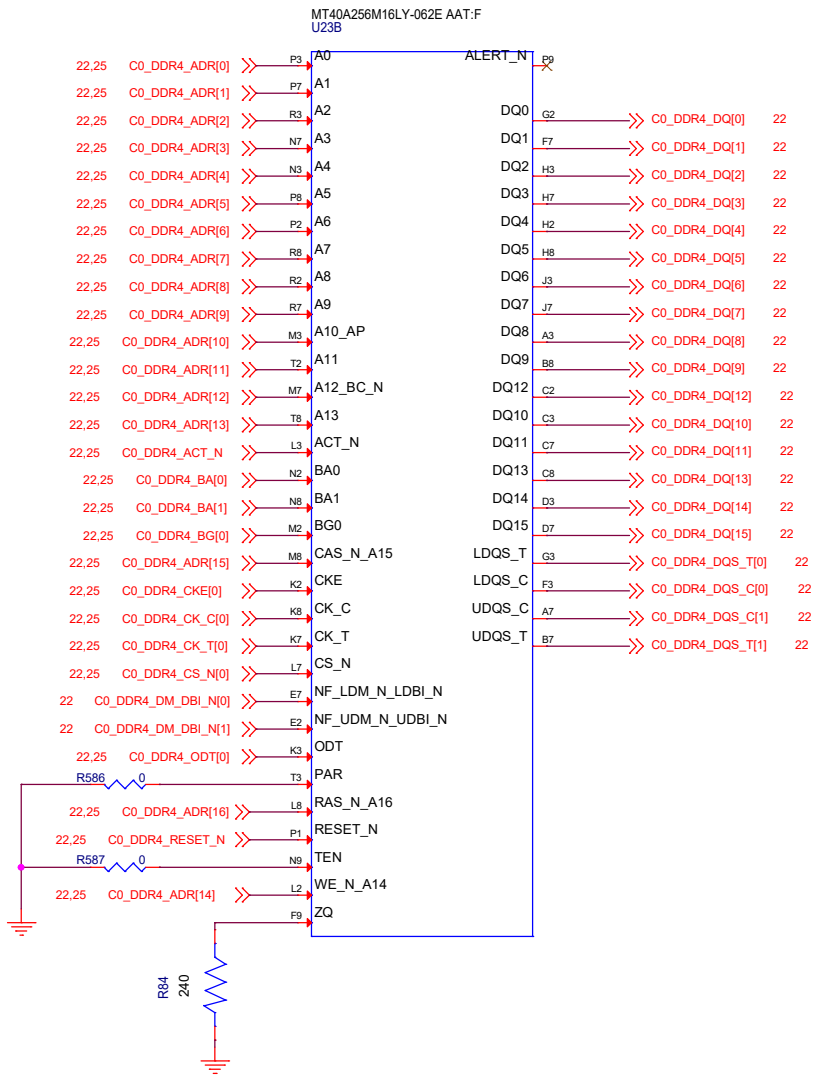 MT40A256M16LY-062E AAT:F
U23B
22,25 C0_DDR4_ADR[0] P3 A0 ALERT_N P9
22,25 C0_DDR4_ADR[1] P7 A1
22,25 C0_DDR4_ADR[2] R3 A2 DQ0 G2 C0_DDR4_DQ[0] 22
22,25 C0_DDR4_ADR[3] N7 A3 DQ1 F7 C0_DDR4_DQ[1] 22
22,25 C0_DDR4_ADR[4] N3 A4 DQ2 H3 C0_DDR4_DQ[2] 22
22,25 C0_DDR4_ADR[5] P8 A5 DQ3 H7 C0_DDR4_DQ[3] 22
22,25 C0_DDR4_ADR[6] P2 A6 DQ4 H2 C0_DDR4_DQ[4] 22
22,25 C0_DDR4_ADR[7] R8 A7 DQ5 H8 C0_DDR4_DQ[5] 22
22,25 C0_DDR4_ADR[8] R2 A8 DQ6 J3 C0_DDR4_DQ[6] 22
22,25 C0_DDR4_ADR[9] R7 A9 DQ7 J7 C0_DDR4_DQ[7] 22
22,25 C0_DDR4_ADR[10] M3 A10_AP DQ8 A3 C0_DDR4_DQ[8] 22
22,25 C0_DDR4_ADR[11] T2 A11 DQ9 B8 C0_DDR4_DQ[9] 22
22,25 C0_DDR4_ADR[12] M7 A12_BC_N DQ12 C2 C0_DDR4_DQ[12] 22
22,25 C0_DDR4_ADR[13] T8 A13 DQ10 C3 C0_DDR4_DQ[10] 22
22,25 C0_DDR4_ACT_N L3 ACT_N DQ11 C7 C0_DDR4_DQ[11] 22
22,25 C0_DDR4_BA[0] N2 BA0 DQ13 C8 C0_DDR4_DQ[13] 22
22,25 C0_DDR4_BA[1] N8 BA1 DQ14 D3 C0_DDR4_DQ[14] 22
22,25 C0_DDR4_BG[0] M2 BG0 DQ15 D7 C0_DDR4_DQ[15] 22
22,25 C0_DDR4_ADR[15] M8 CAS_N_A15 LDQS_T G3 C0_DDR4_DQS_T[0] 22
22,25 C0_DDR4_CKE[0] K2 CKE LDQS_C F3 C0_DDR4_DQS_C[0] 22
22,25 C0_DDR4_CK_C[0] K8 CK_C UDQS_C A7 C0_DDR4_DQS_C[1] 22
22,25 C0_DDR4_CK_T[0] K7 CK_T UDQS_T B7 C0_DDR4_DQS_T[1] 22
22,25 C0_DDR4_CS_N[0] L7 CS_N
22 C0_DDR4_DM_DBI_N[0] E7 NF_LDM_N_LDBI_N
22 C0_DDR4_DM_DBI_N[1] E2 NF_UDM_N_UDBI_N
22,25 C0_DDR4_ODT[0] K3 ODT
R586 0 T3 PAR
22,25 C0_DDR4_ADR[16] L8 RAS_N_A16
22,25 C0_DDR4_RESET_N P1 RESET_N
R587 0 N9 TEN
22,25 C0_DDR4_ADR[14] L2 WE_N_A14
F9 ZQ
R84
240